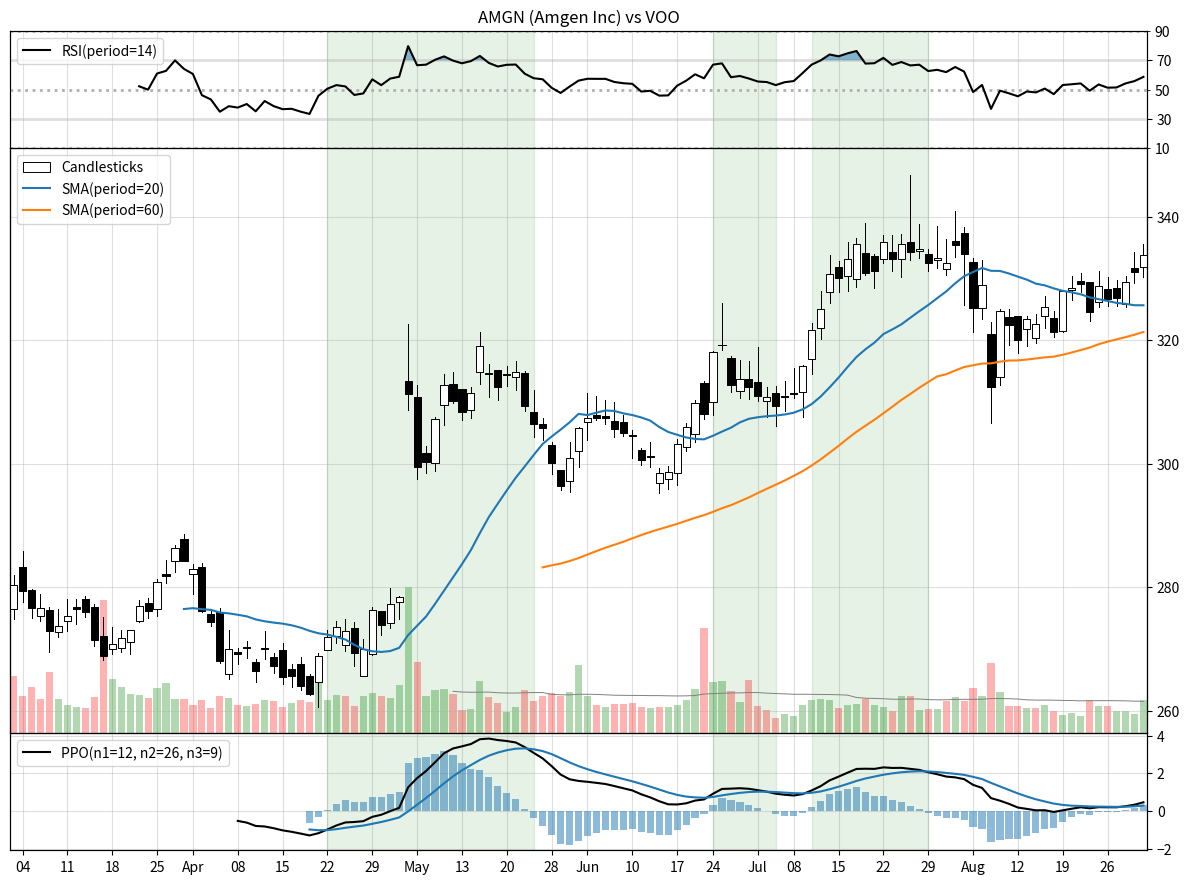 AMGN (Amgen Inc) vs VOO
RSI(period=14)
90
70
50
30
10
Candlesticks
SMA(period=20)
SMA(period=60)
340
320
300
280
260
PPO(n1=12, n2=26, n3=9)
4
2
0
−2
04 11 18 25 Apr 08 15 22 29 May 13 20 28 Jun 10 17 24 Jul 08 15 22 29 Aug 12 19 26